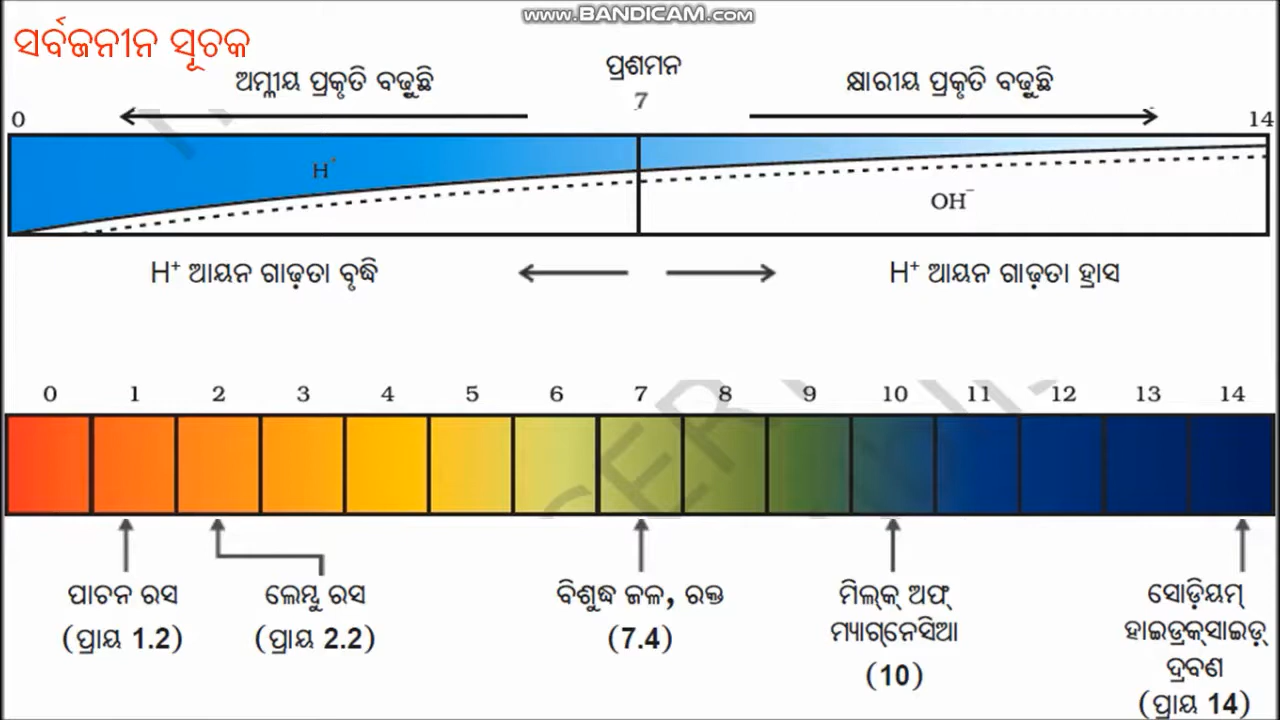 www.BANDICAM.com
ସର୍ବଜନୀନ ସୂଚକ
ଅମ୍ଳୀୟ ପ୍ରକୃତି ବଢୁଛି
ପ୍ରଶମନ
କ୍ଷାରୀୟ ପ୍ରକୃତି ବଢୁଛି
0 7 14
H⁺
OH⁻
H⁺ ଆୟନ ଗାଢ଼ତା ବୃଦ୍ଧି
H⁺ ଆୟନ ଗାଢ଼ତା ହ୍ରାସ
0 1 2 3 4 5 6 7 8 9 10 11 12 13 14
ପାଚନ ରସ
(ପ୍ରାୟ 1.2)
ଲେମ୍ବୁ ରସ
(ପ୍ରାୟ 2.2)
ବିଶୁଦ୍ଧ ଜଳ, ରକ୍ତ
(7.4)
ମିଲ୍‌କ୍ ଅଫ୍
ମ୍ୟାଗ୍‌ନେସିଆ
(10)
ସୋଡ଼ିୟମ୍
ହାଇଡ୍ରକ୍‌ସାଇଡ଼୍
ଦ୍ରବଣ
(ପ୍ରାୟ 14)